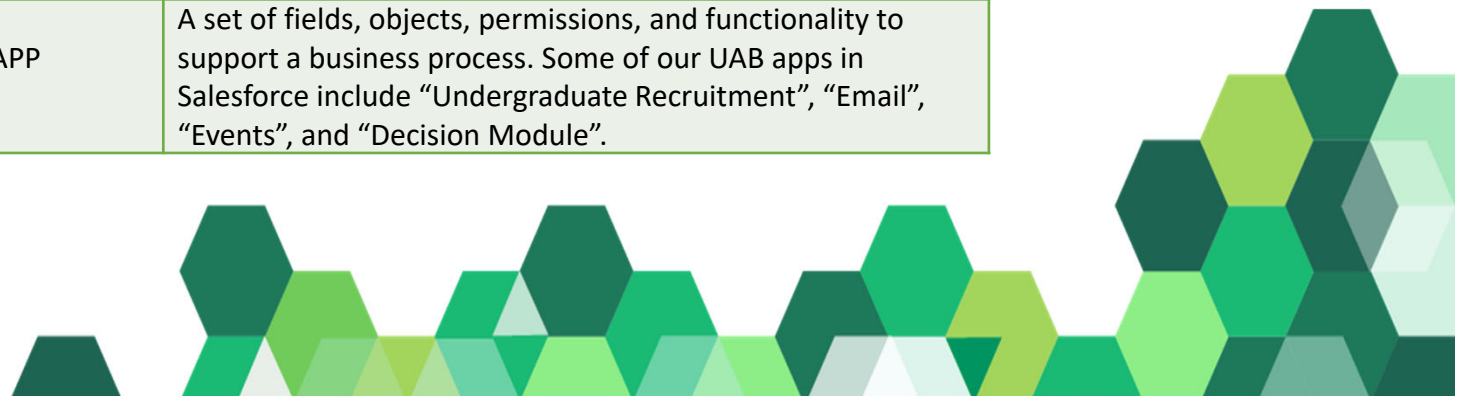 APP
A set of fields, objects, permissions, and functionality to
support a business process. Some of our UAB apps in
Salesforce include “Undergraduate Recruitment”, “Email”,
“Events”, and “Decision Module”.